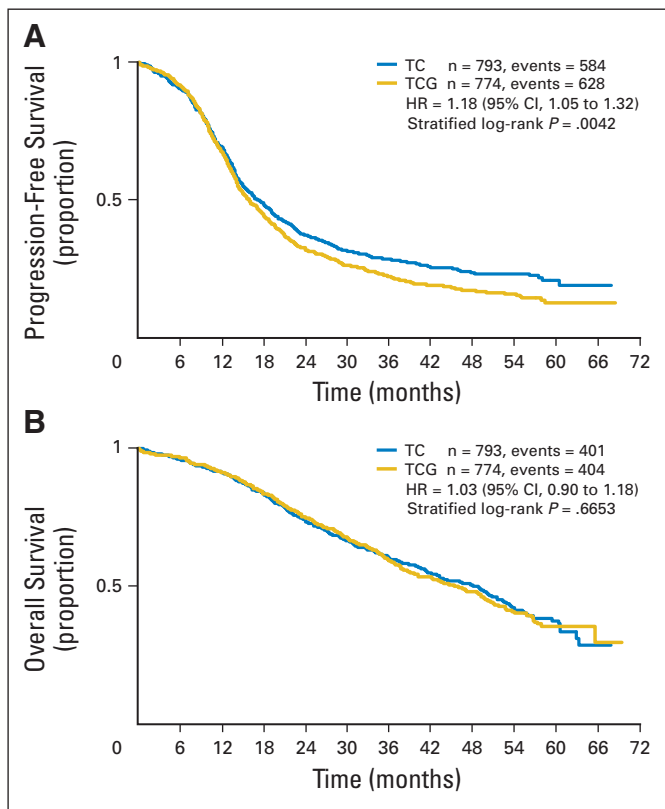 A
Progression-Free Survival
(proportion)
1
0.5
TC n = 793, events = 584
TCG n = 774, events = 628
HR = 1.18 (95% CI, 1.05 to 1.32)
Stratified log-rank P = .0042
0 6 12 18 24 30 36 42 48 54 60 66 72
Time (months)
B
Overall Survival
(proportion)
1
0.5
TC n = 793, events = 401
TCG n = 774, events = 404
HR = 1.03 (95% CI, 0.90 to 1.18)
Stratified log-rank P = .6653
0 6 12 18 24 30 36 42 48 54 60 66 72
Time (months)